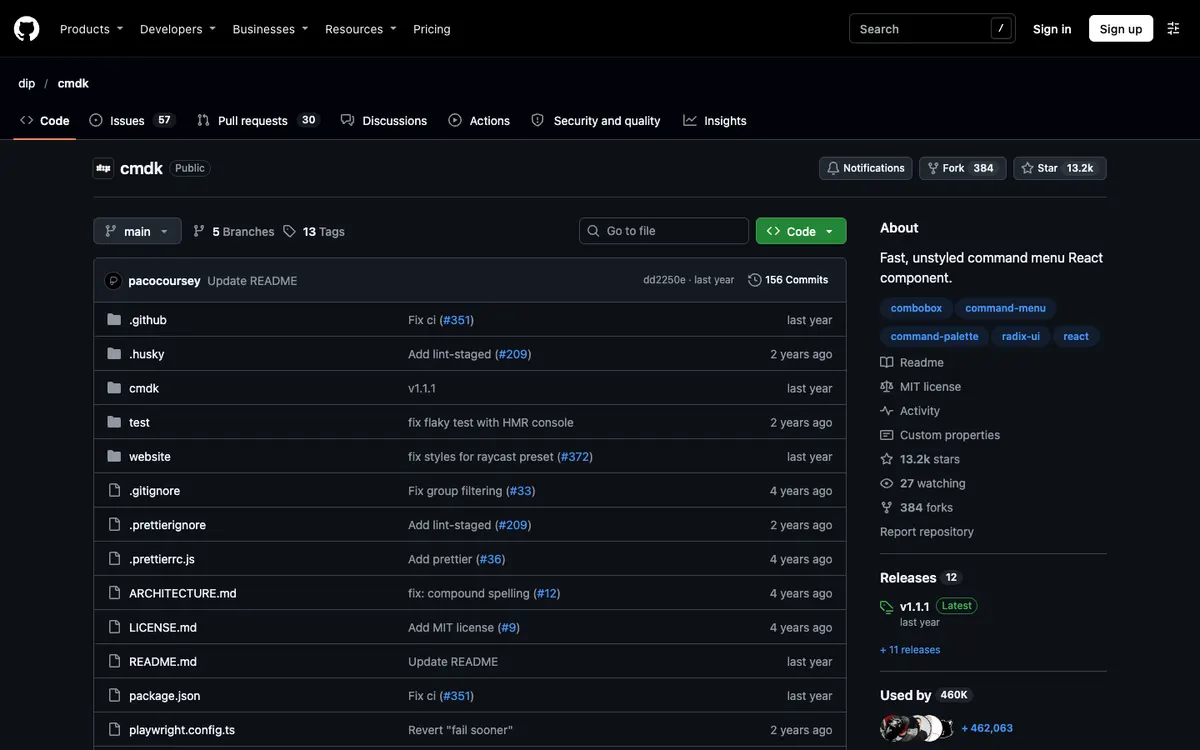 Products Developers Businesses Resources Pricing Search / Sign in Sign up
dip / cmdk
Code Issues 57 Pull requests 30 Discussions Actions Security and quality Insights
dip cmdk Public Notifications Fork 384 Star 13.2k
main 5 Branches 13 Tags Go to file Code
pacocoursey Update README dd2250e · last year 156 Commits
.github Fix ci (#351) last year
.husky Add lint-staged (#209) 2 years ago
cmdk v1.1.1 last year
test fix flaky test with HMR console 2 years ago
website fix styles for raycast preset (#372) last year
.gitignore Fix group filtering (#33) 4 years ago
.prettierignore Add lint-staged (#209) 2 years ago
.prettierrc.js Add prettier (#36) 4 years ago
ARCHITECTURE.md fix: compound spelling (#12) 4 years ago
LICENSE.md Add MIT license (#9) 4 years ago
README.md Update README last year
package.json Fix ci (#351) last year
playwright.config.ts Revert "fail sooner" 2 years ago
About
Fast, unstyled command menu React
component.
combobox command-menu
command-palette radix-ui react
Readme
MIT license
Activity
Custom properties
13.2k stars
27 watching
384 forks
Report repository
Releases 12
v1.1.1 Latest
last year
+ 11 releases
Used by 460K
+ 462,063